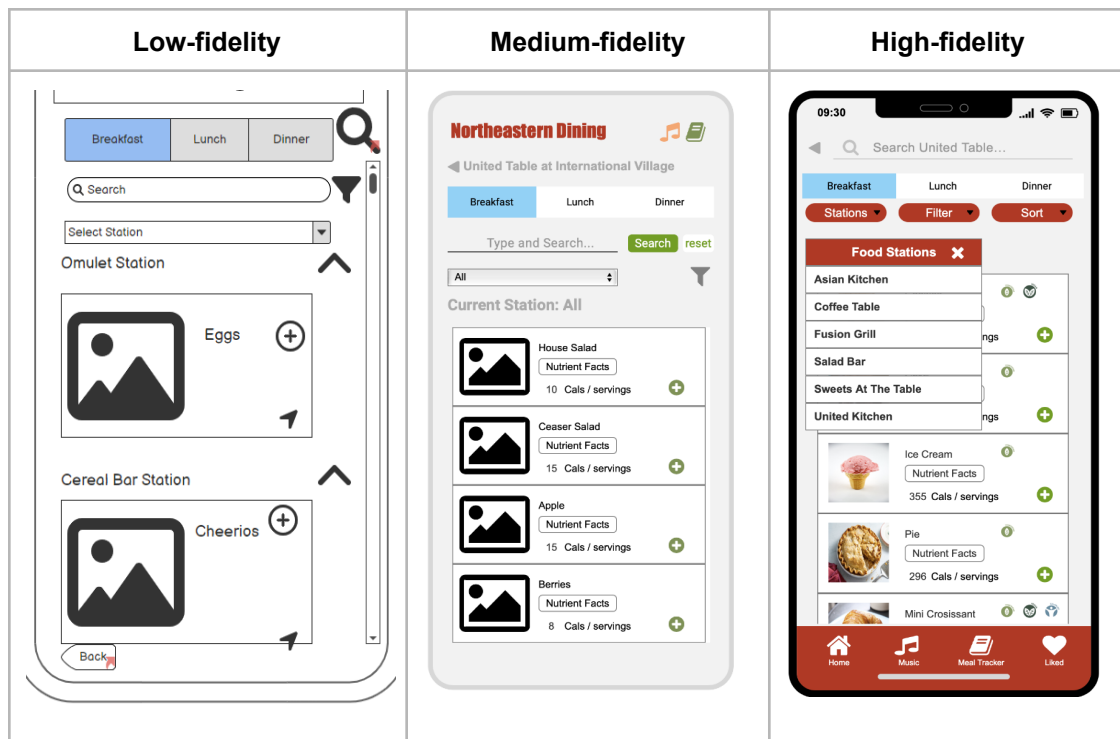 Low-fidelity
Medium-fidelity
High-fidelity
Breakfast
Lunch
Dinner
Search
Select Station
Omulet Station
Eggs
Cereal Bar Station
Cheerios
Back
Northeastern Dining
United Table at International Village
Breakfast
Lunch
Dinner
Type and Search...
Search
reset
All
Current Station: All
House Salad
Nutrient Facts
10 Cals / servings
Ceaser Salad
Nutrient Facts
15 Cals / servings
Apple
Nutrient Facts
15 Cals / servings
Berries
Nutrient Facts
8 Cals / servings
09:30
Search United Table...
Breakfast
Lunch
Dinner
Stations
Filter
Sort
Food Stations
Asian Kitchen
Coffee Table
Fusion Grill
Salad Bar
Sweets At The Table
United Kitchen
ngs
ngs
Ice Cream
Nutrient Facts
355 Cals / servings
Pie
Nutrient Facts
296 Cals / servings
Mini Crosissant
Home
Music
Meal Tracker
Liked